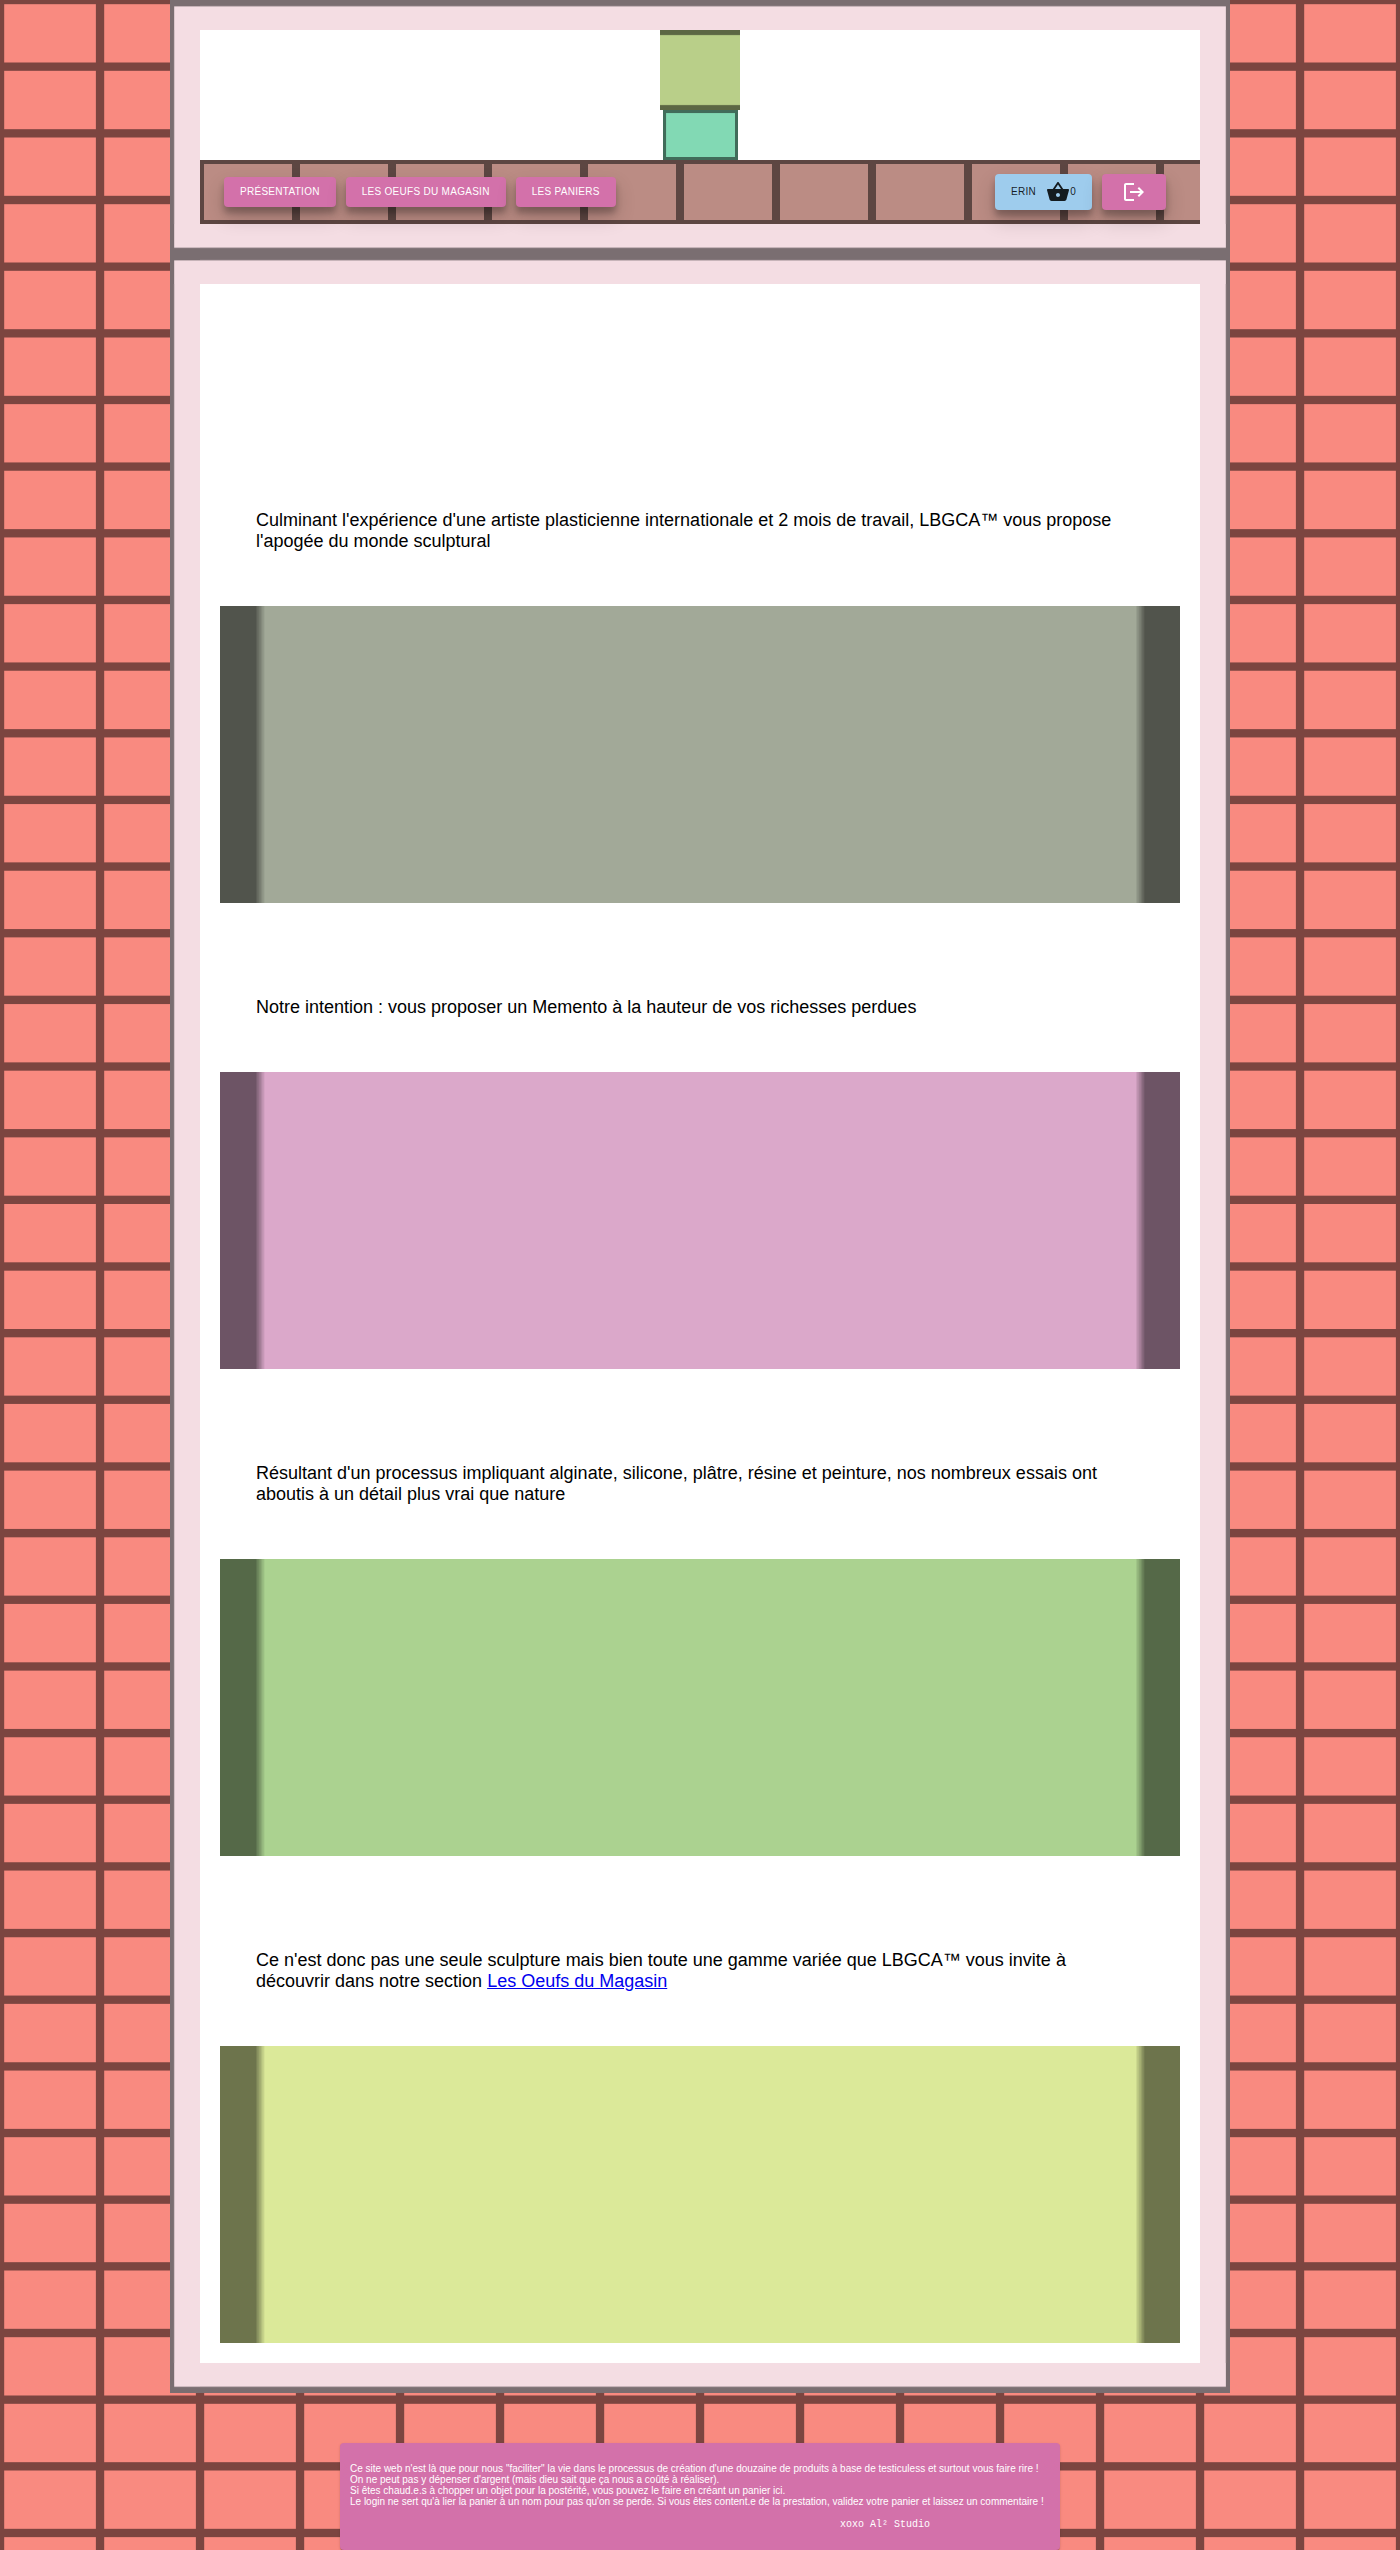 PRÉSENTATION LES OEUFS DU MAGASIN LES PANIERS ERIN 0
Culminant l'expérience d'une artiste plasticienne internationale et 2 mois de travail, LBGCA™ vous propose
l'apogée du monde sculptural
Notre intention : vous proposer un Memento à la hauteur de vos richesses perdues
Résultant d'un processus impliquant alginate, silicone, plâtre, résine et peinture, nos nombreux essais ont
aboutis à un détail plus vrai que nature
Ce n'est donc pas une seule sculpture mais bien toute une gamme variée que LBGCA™ vous invite à
découvrir dans notre section Les Oeufs du Magasin
Ce site web n'est là que pour nous "faciliter" la vie dans le processus de création d'une douzaine de produits à base de testiculess et surtout vous faire rire !
On ne peut pas y dépenser d'argent (mais dieu sait que ça nous a coûté à réaliser).
Si êtes chaud.e.s à chopper un objet pour la postérité, vous pouvez le faire en créant un panier ici.
Le login ne sert qu'à lier la panier à un nom pour pas qu'on se perde. Si vous êtes content.e de la prestation, validez votre panier et laissez un commentaire !
xoxo Al² Studio